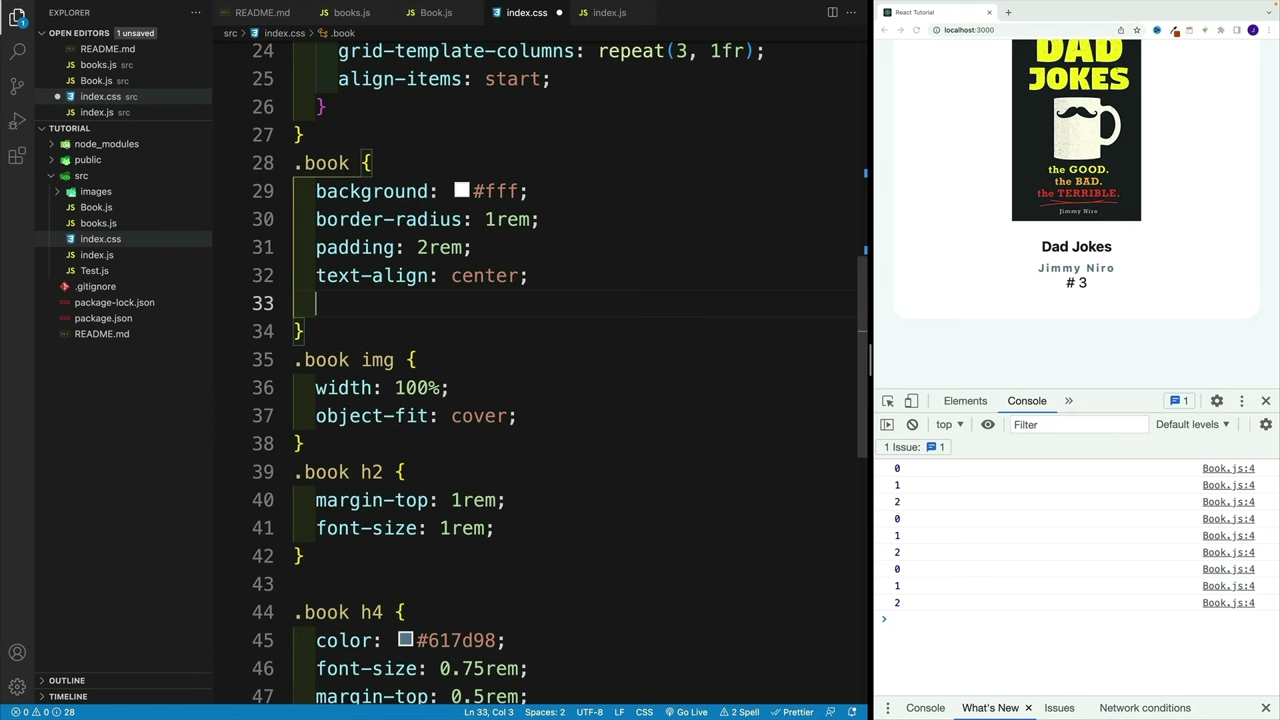 EXPLORER
OPEN EDITORS 1 unsaved
README.md
books.js
Book.js
index.css src
index.js src
TUTORIAL
node_modules
public
src
images
Book.js
books.js
index.css
index.js
Test.js
.gitignore
package-lock.json
package.json
README.md
OUTLINE
TIMELINE
README.md books.js Book.js index.css index.js
src > index.css > .book
grid-template-columns: repeat(3, 1fr);
25 align-items: start;
26 }
27 }
28 .book {
29 background: #fff;
30 border-radius: 1rem;
31 padding: 2rem;
32 text-align: center;
33
34 }
35 .book img {
36 width: 100%;
37 object-fit: cover;
38 }
39 .book h2 {
40 margin-top: 1rem;
41 font-size: 1rem;
42 }
43
44 .book h4 {
45 color: #617d98;
46 font-size: 0.75rem;
47 margin-top: 0.5rem;
0 0 28 Ln 33, Col 3 Spaces: 2 UTF-8 LF CSS Go Live 2 Spell Prettier
React Tutorial
localhost:3000
DAD
JOKES
the GOOD.
the BAD.
the TERRIBLE.
Jimmy Niro
Dad Jokes
Jimmy Niro
# 3
Elements Console 1
top Filter Default levels
1 Issue: 1
0 Book.js:4
1 Book.js:4
2 Book.js:4
0 Book.js:4
1 Book.js:4
2 Book.js:4
0 Book.js:4
1 Book.js:4
2 Book.js:4
Console What's New Issues Network conditions